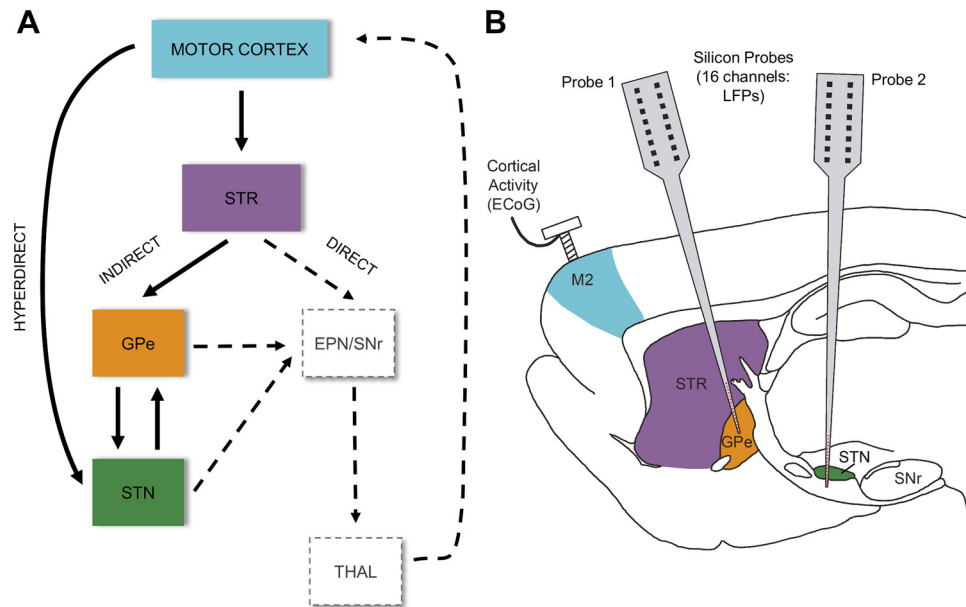 A
MOTOR CORTEX
STR
HYPERDIRECT
INDIRECT
DIRECT
GPe
EPN/SNr
STN
THAL
B
Silicon Probes
(16 channels:
LFPs)
Probe 1
Probe 2
Cortical
Activity
(ECoG)
M2
STR
GPe
STN
SNr